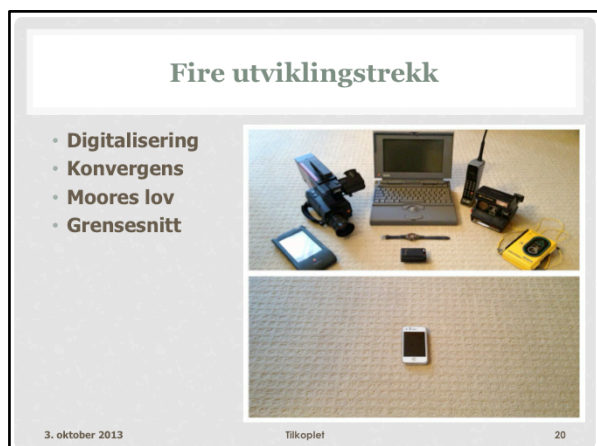 Fire utviklingstrekk
• Digitalisering
• Konvergens
• Moores lov
• Grensesnitt
3. oktober 2013
Tilkoplet
20